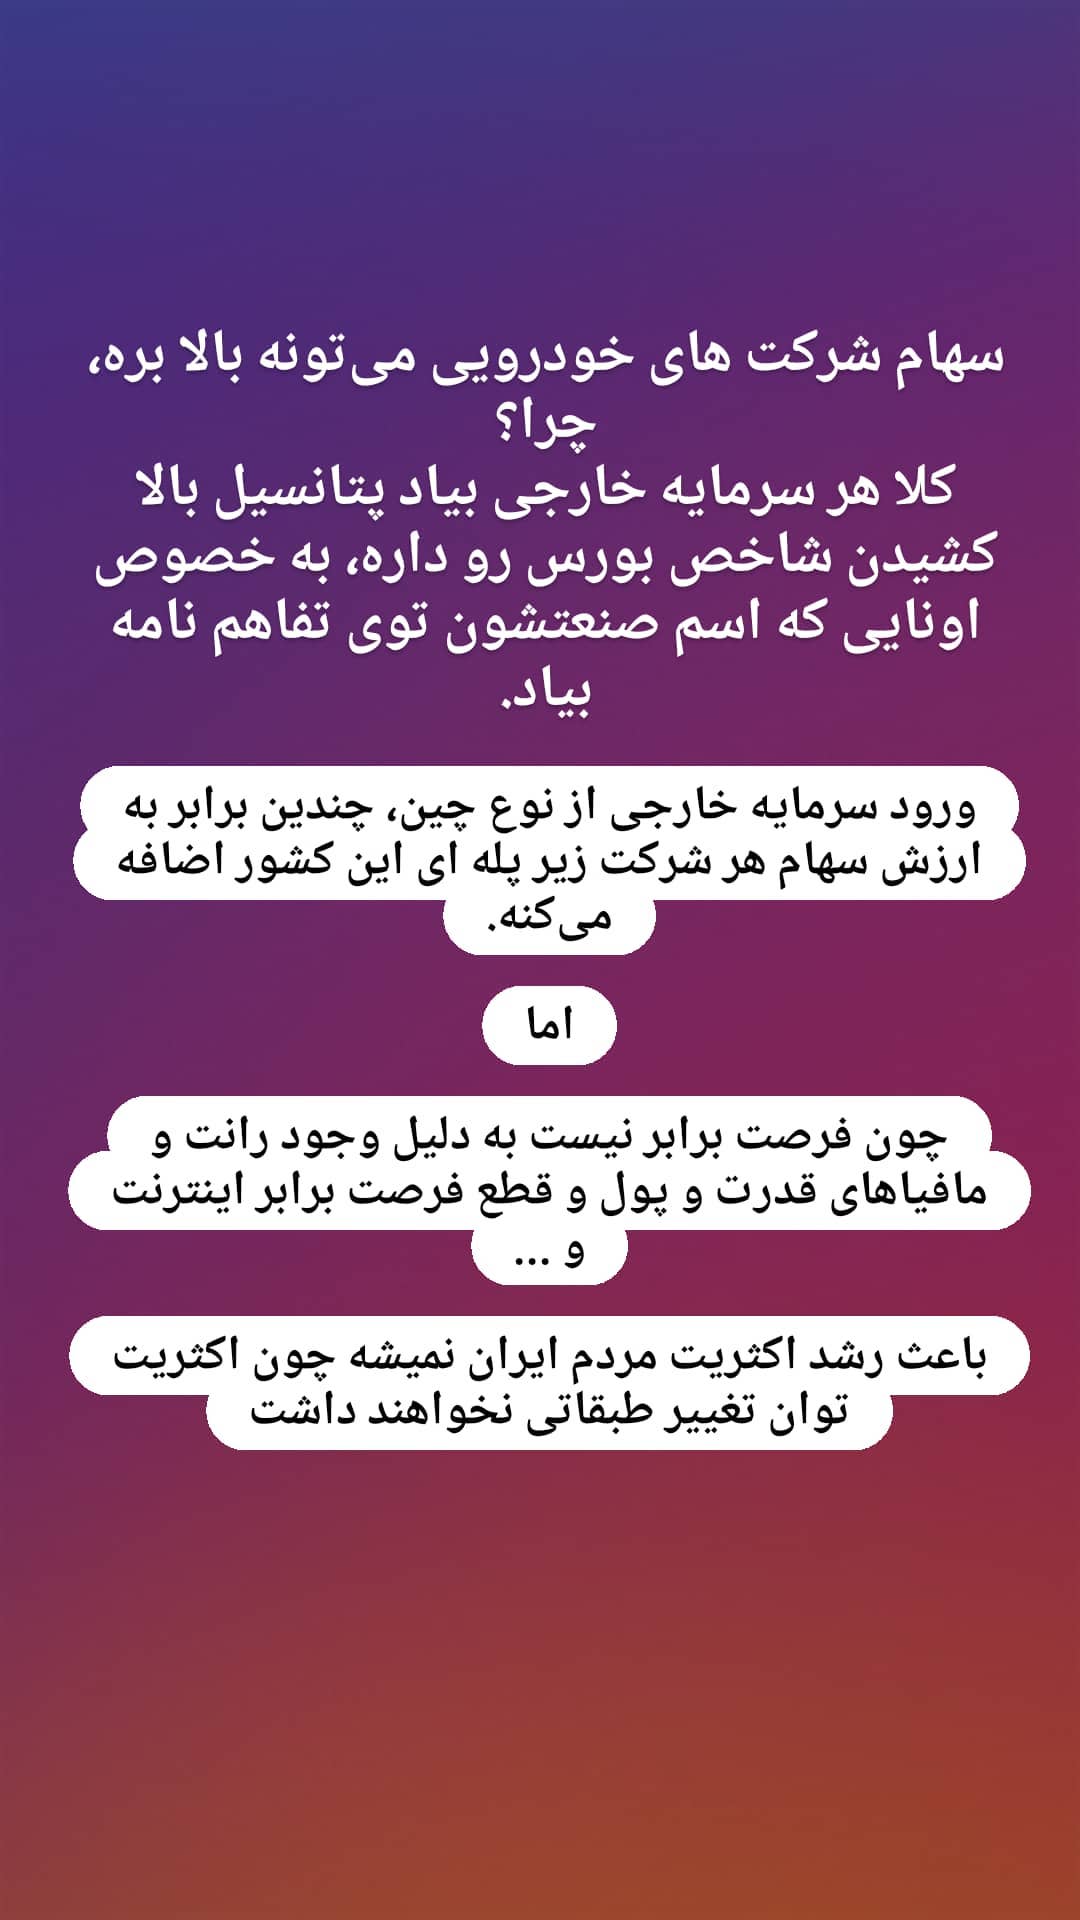 سهام شرکت های خودرویی می‌تونه بالا بره،
چرا؟
کلا هر سرمایه خارجی بیاد پتانسیل بالا
کشیدن شاخص بورس رو داره، به خصوص
اونایی که اسم صنعتشون توی تفاهم نامه
بیاد.
ورود سرمایه خارجی از نوع چین، چندین برابر به
ارزش سهام هر شرکت زیر پله ای این کشور اضافه
می‌کنه.
اما
چون فرصت برابر نیست به دلیل وجود رانت و
مافیاهای قدرت و پول و قطع فرصت برابر اینترنت
و ...
باعث رشد اکثریت مردم ایران نمیشه چون اکثریت
توان تغییر طبقاتی نخواهند داشت